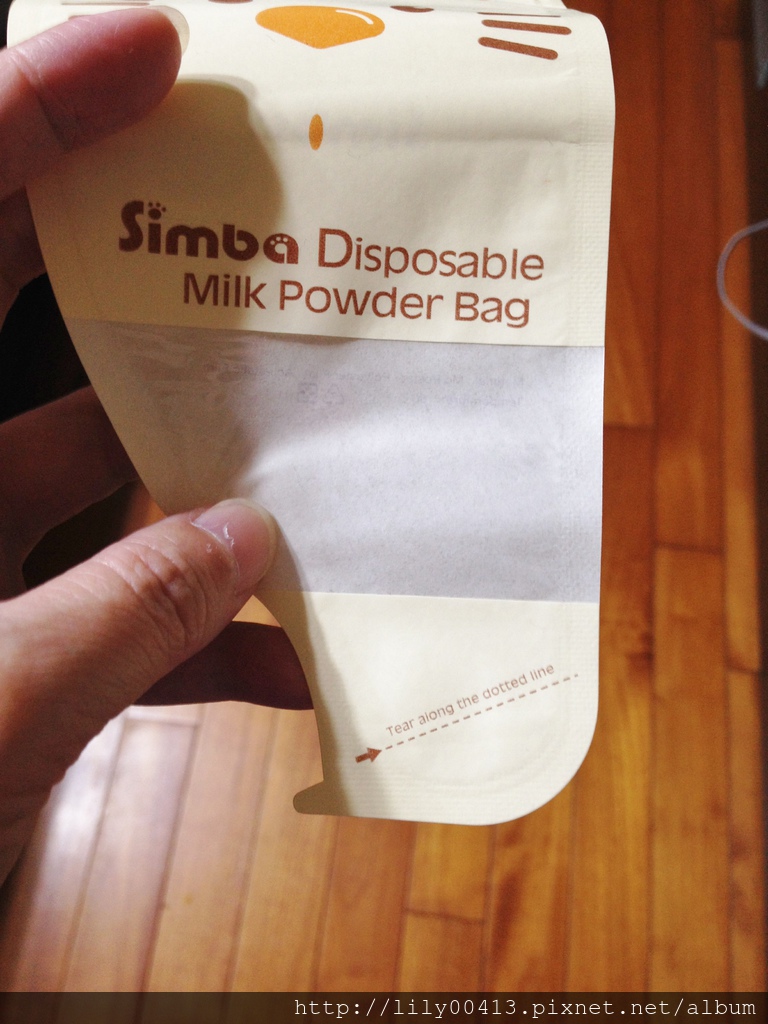 Simba Disposable
Milk Powder Bag
Tear along the dotted line
http://lily00413.pixnet.net/album